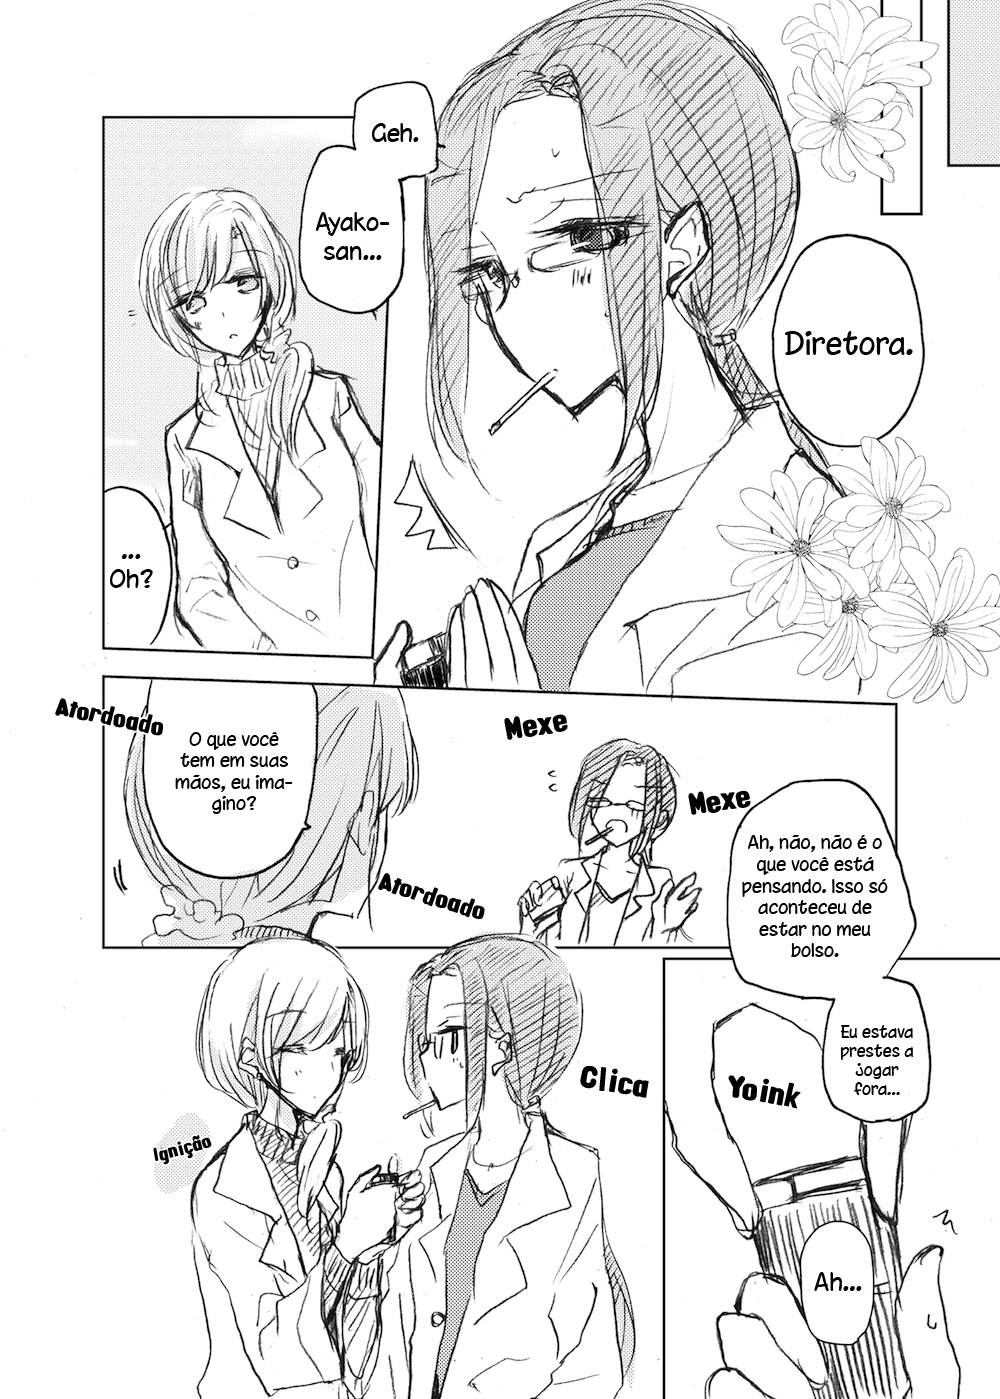 Diretora.
Geh.
Ayako-
san...
...
Oh?
Mexe
Mexe
Ah, não, não é o
que você está
pensando. Isso só
aconteceu de
estar no meu
bolso.
Eu estava
prestes a
jogar
fora...
Atordoado
O que você
tem em suas
mãos, eu ima-
gino?
Atordoado
Yoink
Ah...
Clica
Ignição